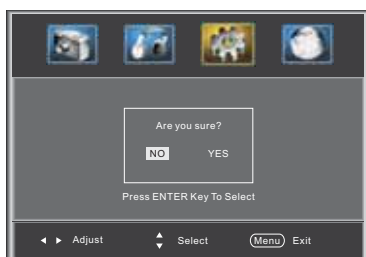 Are you sure?
NO YES
Press ENTER Key To Select
Adjust Select Menu Exit